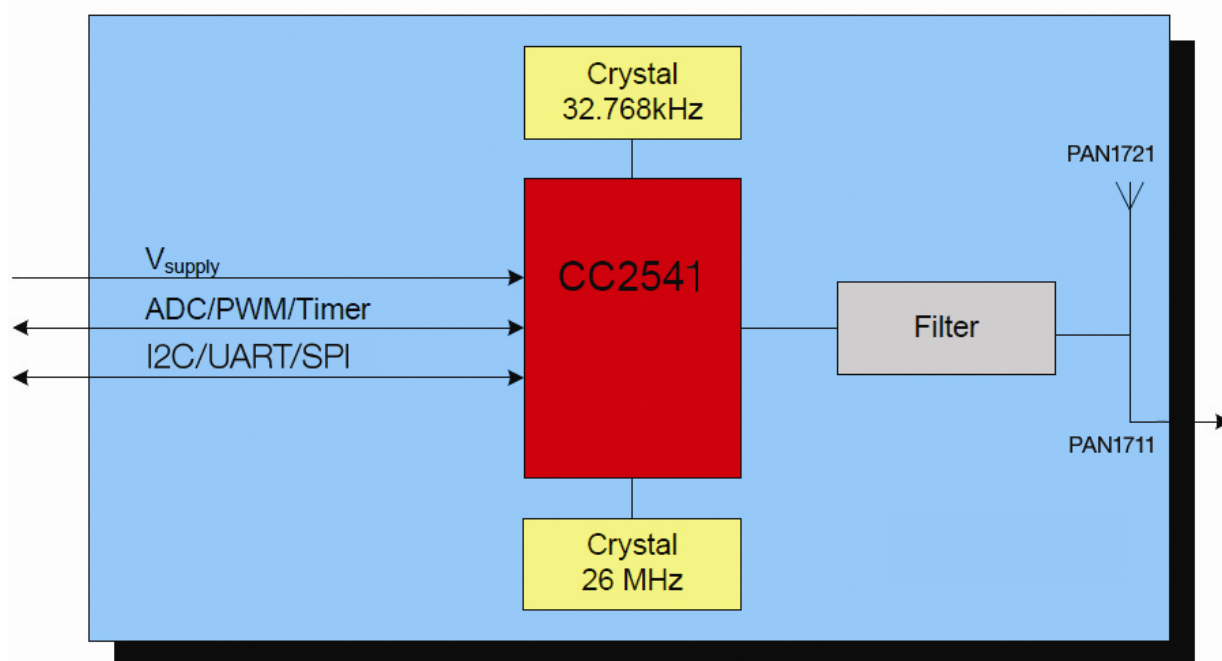 Crystal
32.768kHz
PAN1721
Vsupply
CC2541
ADC/PWM/Timer
Filter
I2C/UART/SPI
PAN1711
Crystal
26 MHz